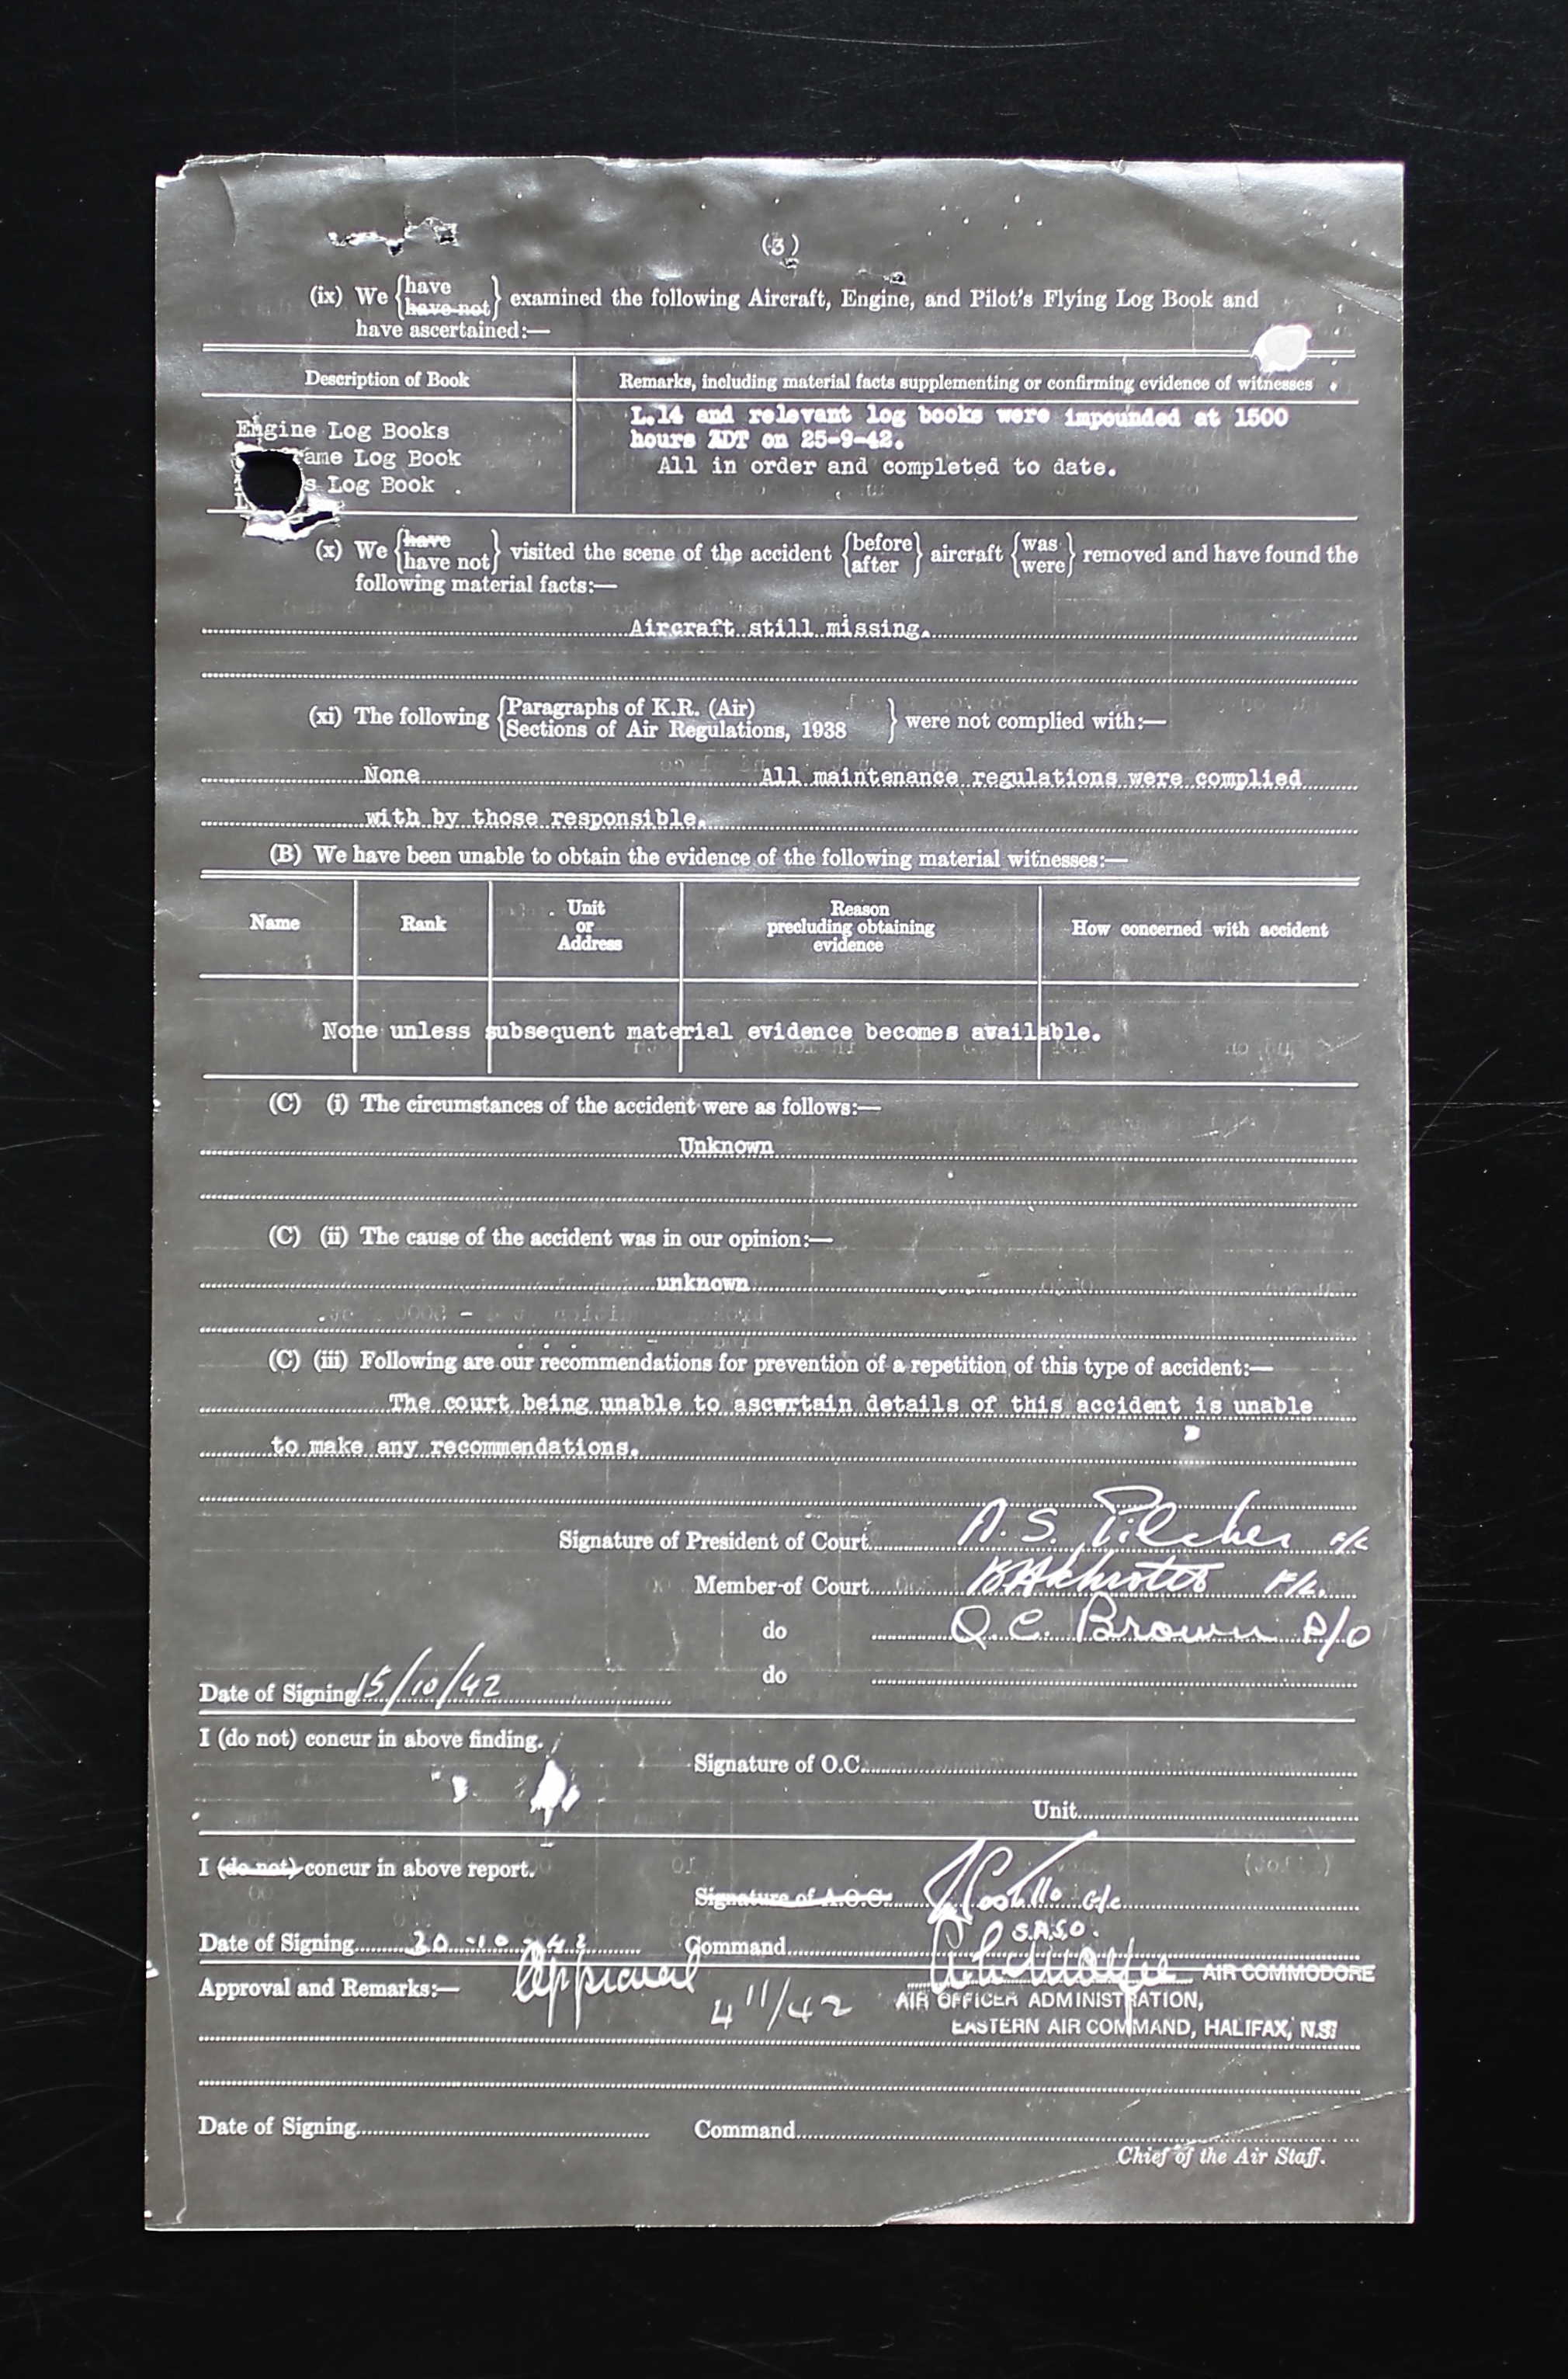 (3)
(ix) We {have / have not} examined the following Aircraft, Engine, and Pilot's Flying Log Book and
have ascertained:—
Description of Book
Remarks, including material facts supplementing or confirming evidence of witnesses
Engine Log Books
ame Log Book
s Log Book .
L.14 and relevant log books were impounded at 1500
hours ADT on 25-9-42.
All in order and completed to date.
(x) We {have / have not} visited the scene of the accident {before / after} aircraft {was / were} removed and have found the
following material facts:—
Aircraft still missing.
(xi) The following {Paragraphs of K.R. (Air) / Sections of Air Regulations, 1938} were not complied with:—
None All maintenance regulations were complied
with by those responsible.
(B) We have been unable to obtain the evidence of the following material witnesses:—
Name
Rank
Unit
or
Address
Reason
precluding obtaining
evidence
How concerned with accident
None unless subsequent material evidence becomes available.
(C) (i) The circumstances of the accident were as follows:—
Unknown
(C) (ii) The cause of the accident was in our opinion:—
unknown
(C) (iii) Following are our recommendations for prevention of a repetition of this type of accident:—
The court being unable to ascertain details of this accident is unable
to make any recommendations.
Signature of President of Court A. S. Pilcher
Member of Court F/L.
do Q. C. Brown P/O
do
Date of Signing 15/10/42
I (do not) concur in above finding.
Signature of O.C.
Unit
I (do not) concur in above report.
Signature of A.O.C. G/C
S.A.S.O.
Date of Signing 30-10-42 Command
AIR COMMODORE
Approval and Remarks:— Approved 4 11/42
AIR OFFICER ADMINISTRATION,
EASTERN AIR COMMAND, HALIFAX, N.S.
Date of Signing Command
Chief of the Air Staff.